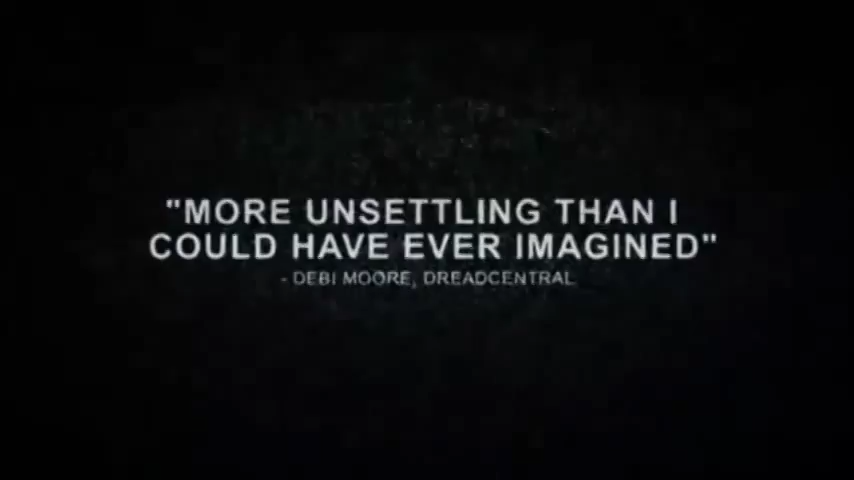 "MORE UNSETTLING THAN I
COULD HAVE EVER IMAGINED"
- DEBI MOORE, DREADCENTRAL